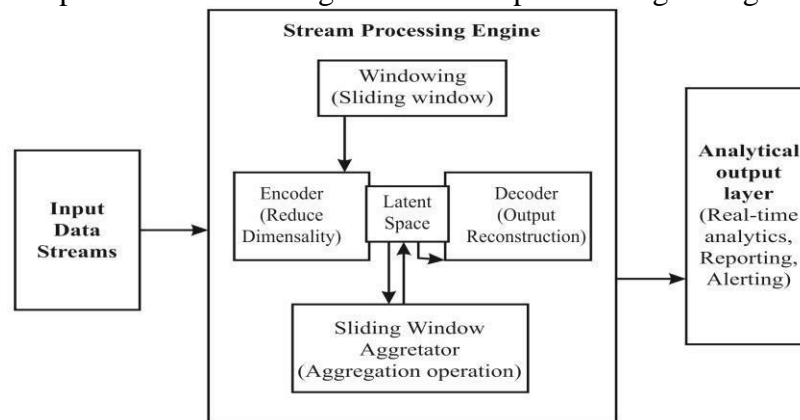 Stream Processing Engine
Windowing
(Sliding window)
Input
Data
Streams
Encoder
(Reduce
Dimensality)
Latent
Space
Decoder
(Output
Reconstruction)
Sliding Window
Aggretator
(Aggregation operation)
Analytical
output
layer
(Real-time
analytics,
Reporting,
Alerting)